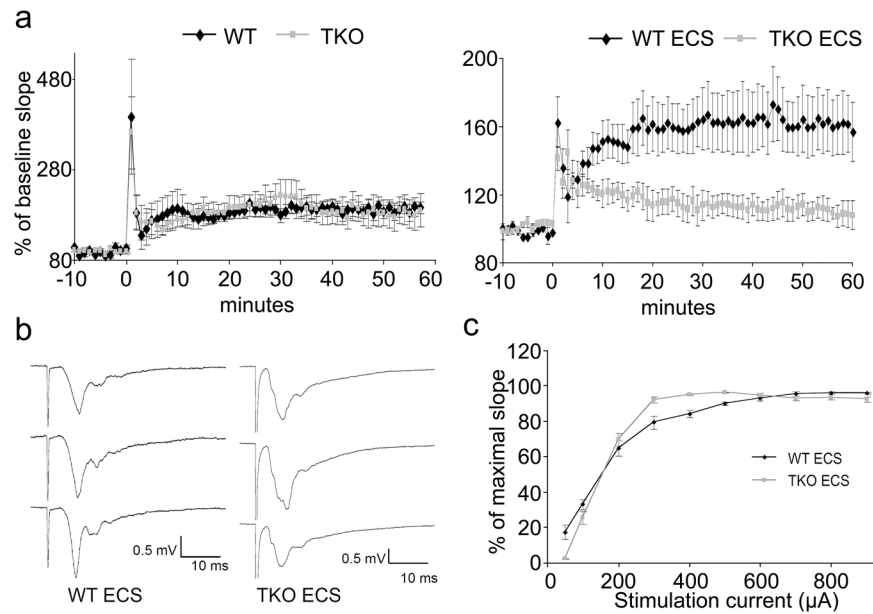 a
WT TKO
% of baseline slope
480
280
80
-10 0 10 20 30 40 50 60
minutes
WT ECS TKO ECS
200
160
120
80
-10 0 10 20 30 40 50 60
minutes
b
0.5 mV
10 ms
WT ECS
0.5 mV
10 ms
TKO ECS
c
% of maximal slope
120
100
80
60
40
20
0
0 200 400 600 800
WT ECS
TKO ECS
Stimulation current (µA)